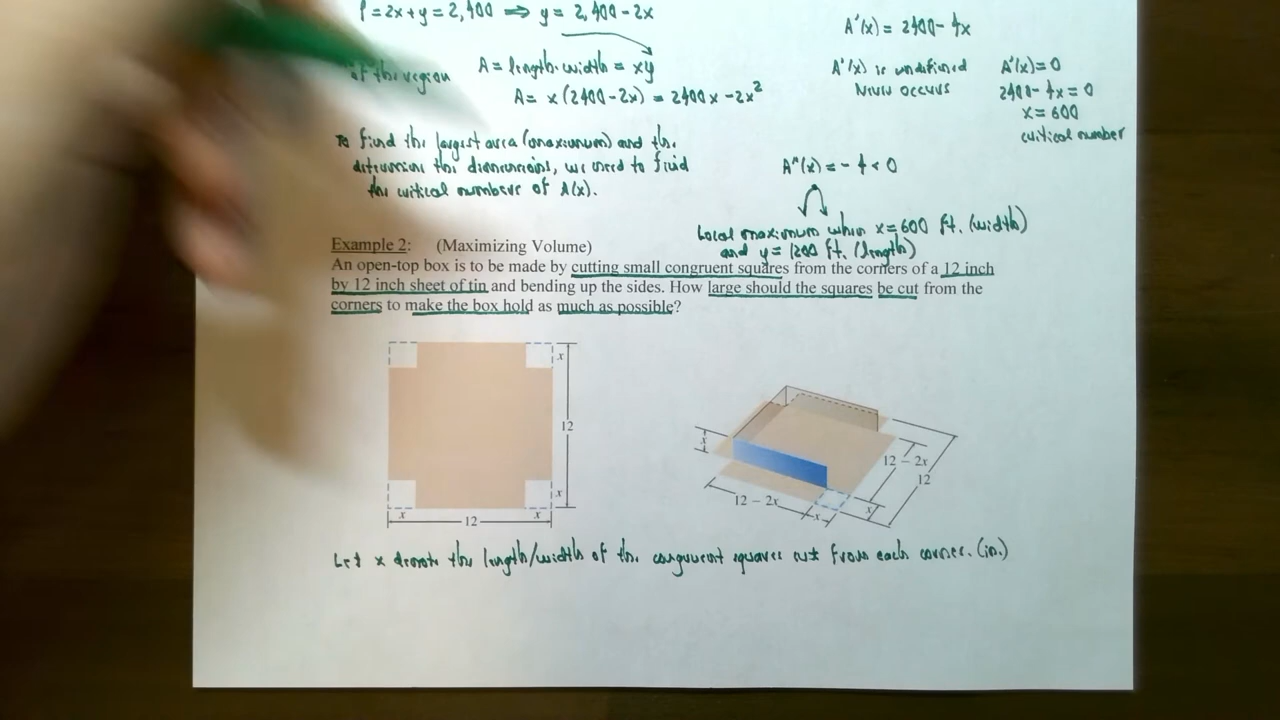 P = 2x + y = 2,400 ⟹ y = 2,400 - 2x
of the region A = length · width = xy
A = x(2400 - 2x) = 2400x - 2x²
To find the largest area (maximum) and the
determine the dimensions, we need to find
the critical numbers of A(x).
A'(x) = 2400 - 4x
A'(x) is undefined
Never occurs
A'(x) = 0
2400 - 4x = 0
x = 600
critical number
A''(x) = -4 < 0
Local maximum when x = 600 ft. (width)
and y = 1200 ft. (length)
Example 2: (Maximizing Volume)
An open-top box is to be made by cutting small congruent squares from the corners of a 12 inch
by 12 inch sheet of tin and bending up the sides. How large should the squares be cut from the
corners to make the box hold as much as possible?
x
12
x
x
12
x
x
12 - 2x
12
12 - 2x
x
x
Let x denote the length/width of the congruent squares cut from each corner. (in.)